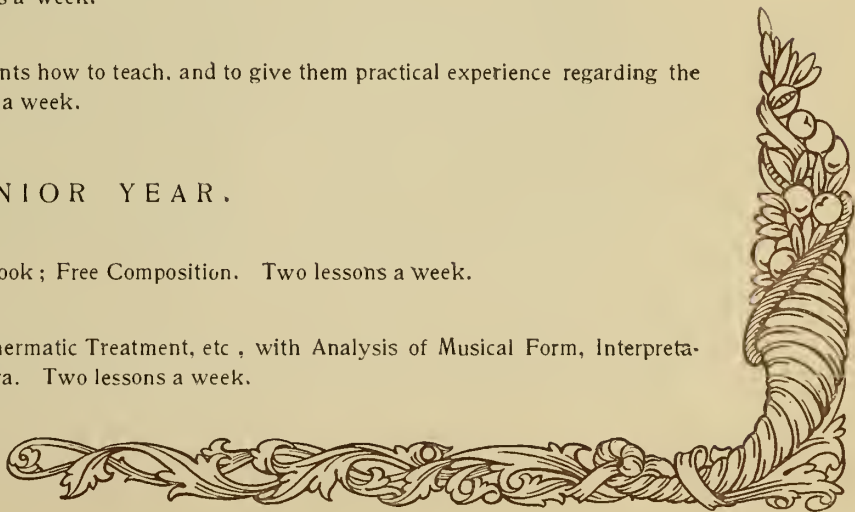 s a week.
nts how to teach, and to give them practical experience regarding the
a week.
NIOR YEAR.
ook ; Free Composition. Two lessons a week.
hermatic Treatment, etc , with Analysis of Musical Form, Interpreta-
ra. Two lessons a week.